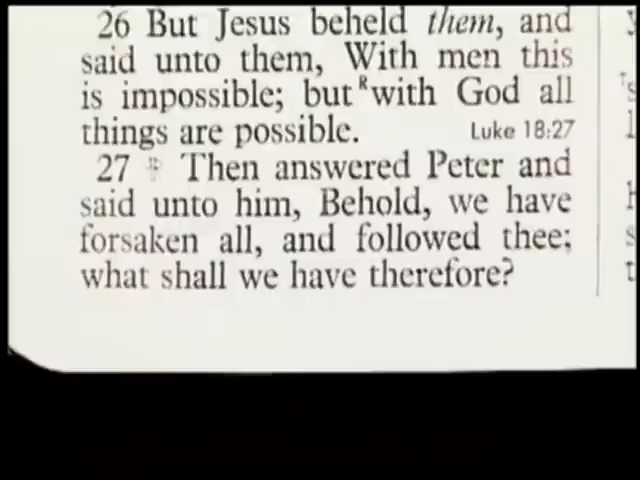 26 But Jesus beheld them, and
said unto them, With men this
is impossible; but ᴿwith God all
things are possible. Luke 18:27
27 Then answered Peter and
said unto him, Behold, we have
forsaken all, and followed thee;
what shall we have therefore?